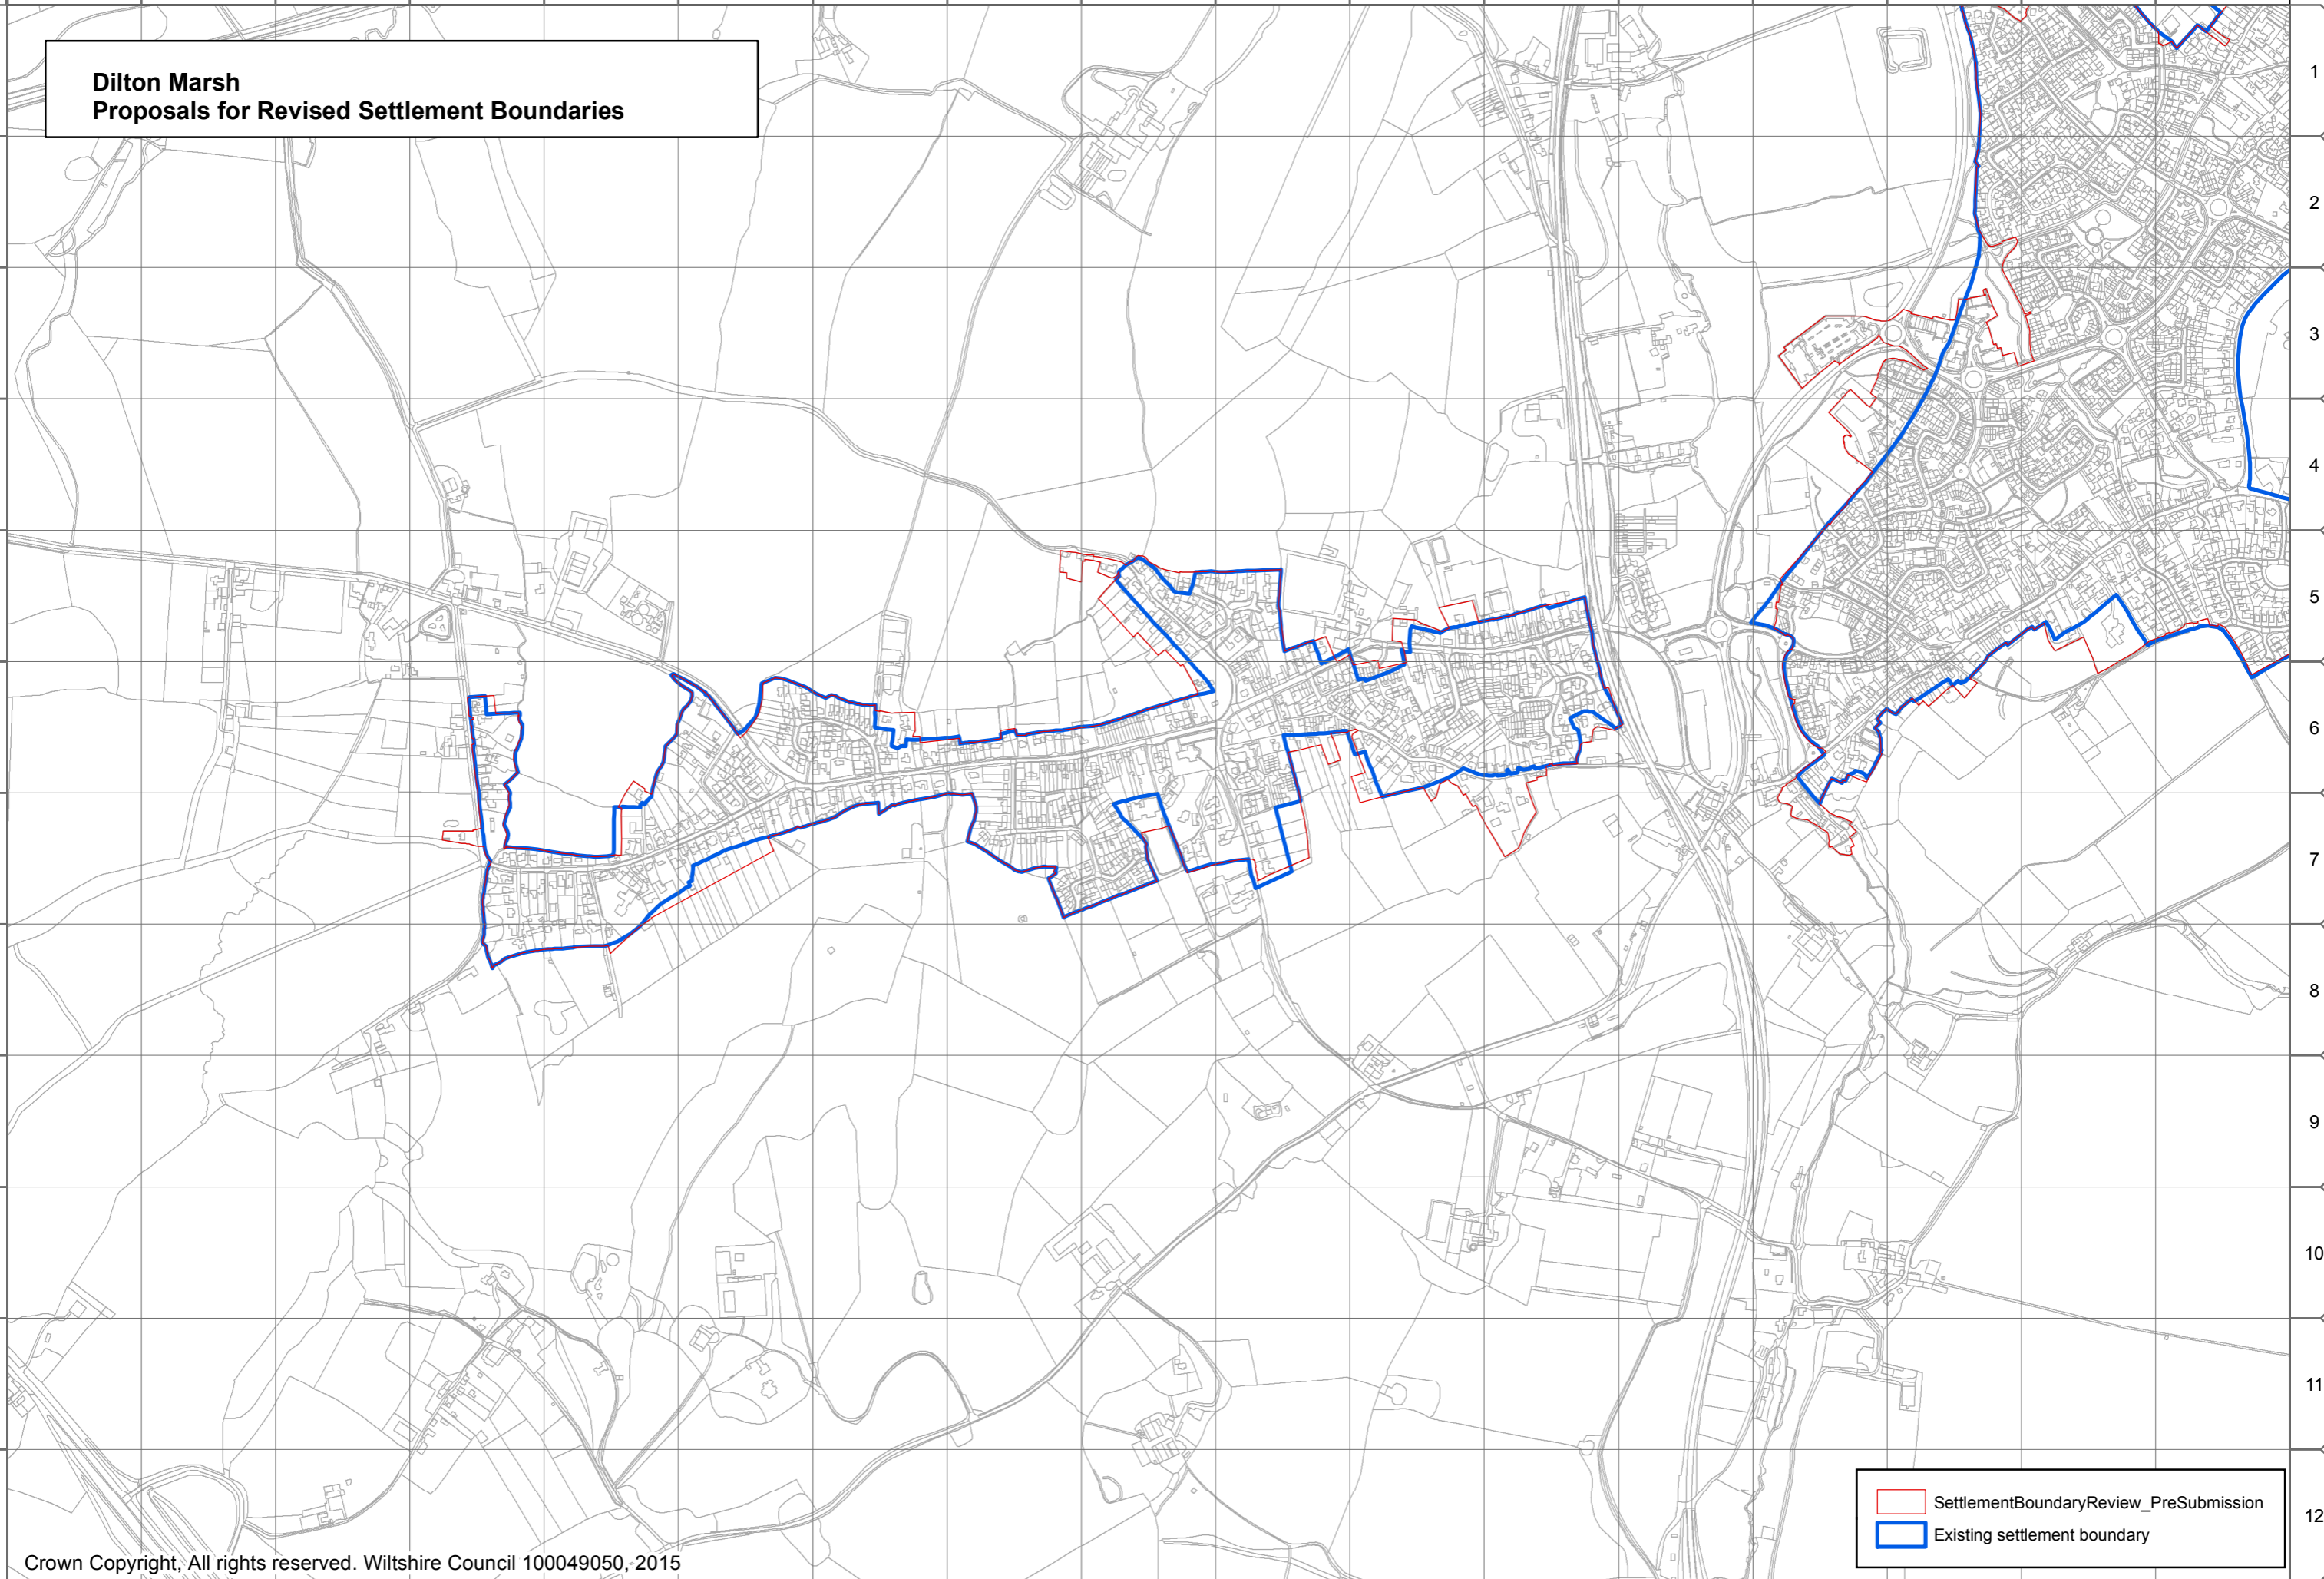 Dilton Marsh
Proposals for Revised Settlement Boundaries
1
2
3
4
5
6
7
8
9
10
11
12
SettlementBoundaryReview_PreSubmission
Existing settlement boundary
Crown Copyright, All rights reserved. Wiltshire Council 100049050, 2015